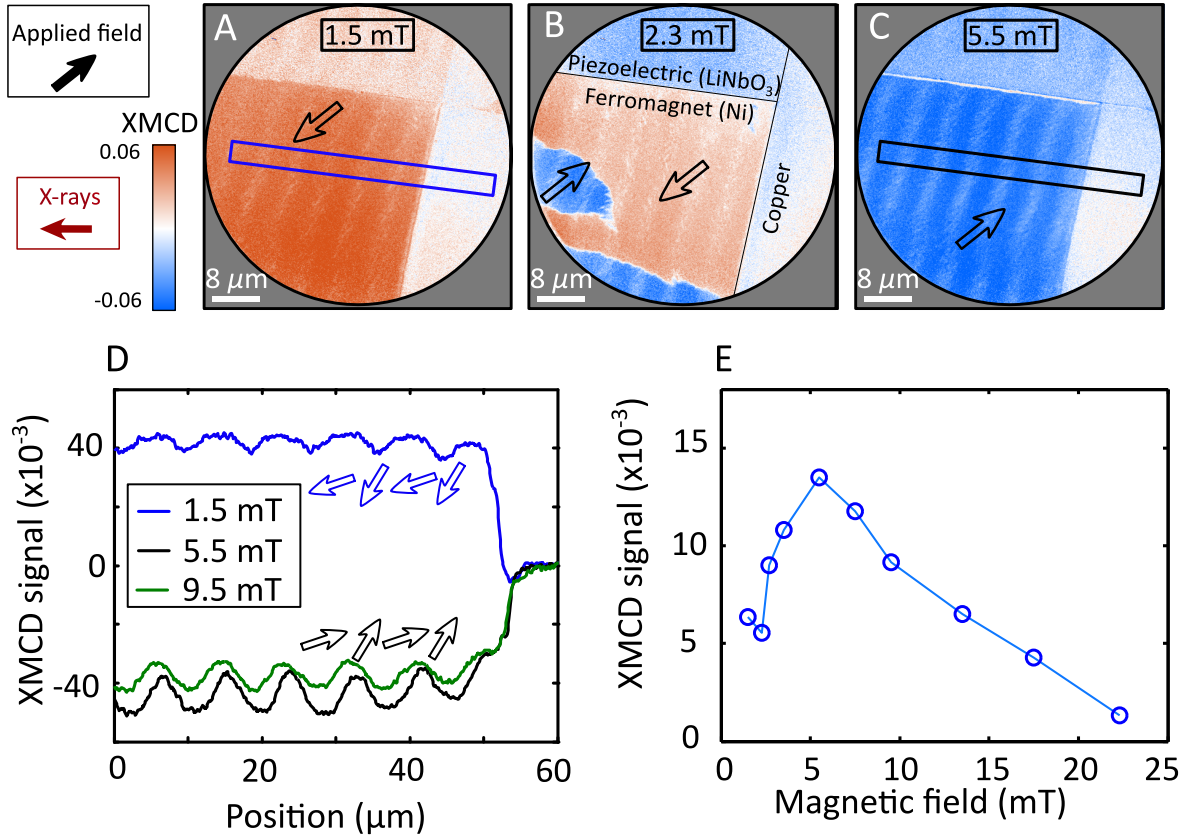 Applied field
XMCD
0.06
-0.06
X-rays
A
1.5 mT
8 μm
B
2.3 mT
Piezoelectric (LiNbO₃)
Ferromagnet (Ni)
Copper
8 μm
C
5.5 mT
8 μm
D
XMCD signal (x10⁻³)
40
0
-40
1.5 mT
5.5 mT
9.5 mT
0
20
40
60
Position (μm)
E
XMCD signal (x10⁻³)
15
10
5
0
0
5
10
15
20
25
Magnetic field (mT)